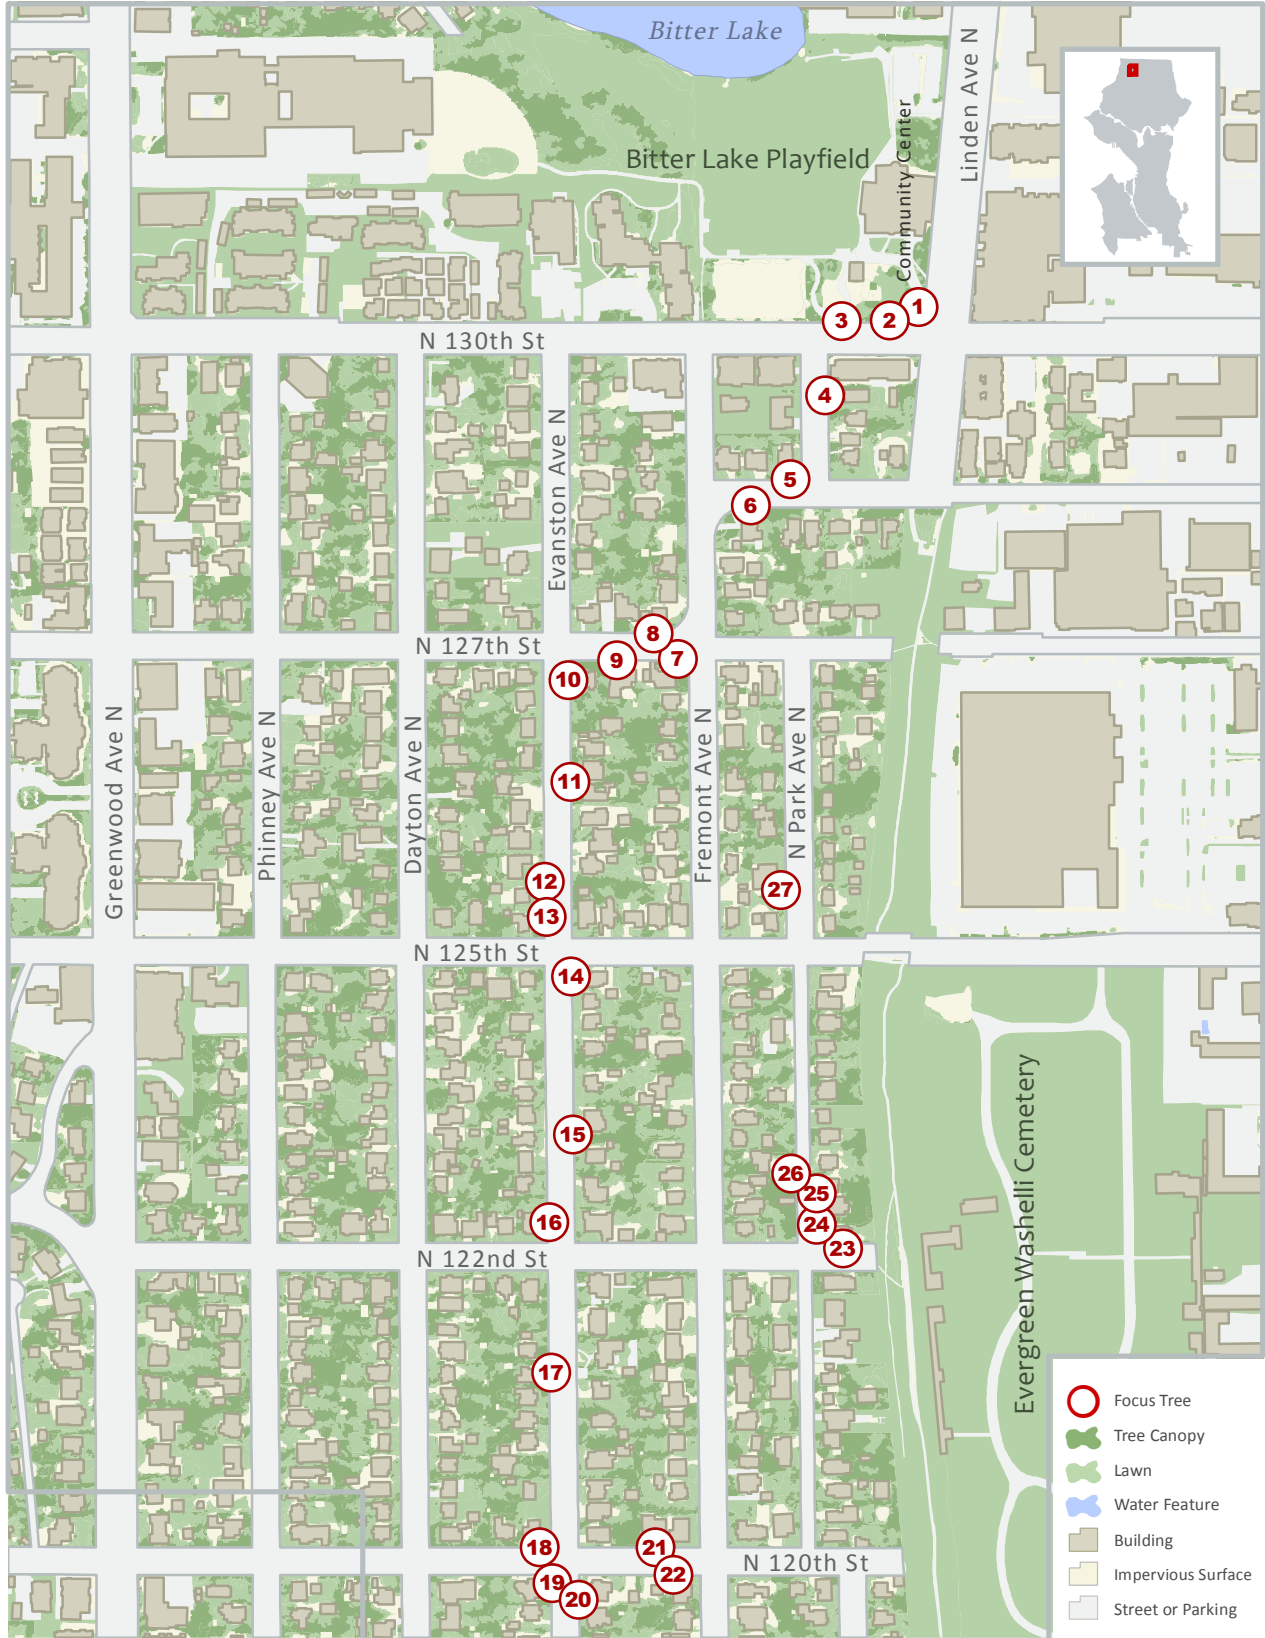 Bitter Lake
Linden Ave N
Community Center
Bitter Lake Playfield
1
2
3
N 130th St
4
Evanston Ave N
5
6
8
N 127th St
7
9
10
Greenwood Ave N
Phinney Ave N
Dayton Ave N
Fremont Ave N
N Park Ave N
11
12
27
13
N 125th St
14
Evergreen Washelli Cemetery
15
26
25
16
24
23
N 122nd St
17
18
21
N 120th St
22
19
20
Focus Tree
Tree Canopy
Lawn
Water Feature
Building
Impervious Surface
Street or Parking